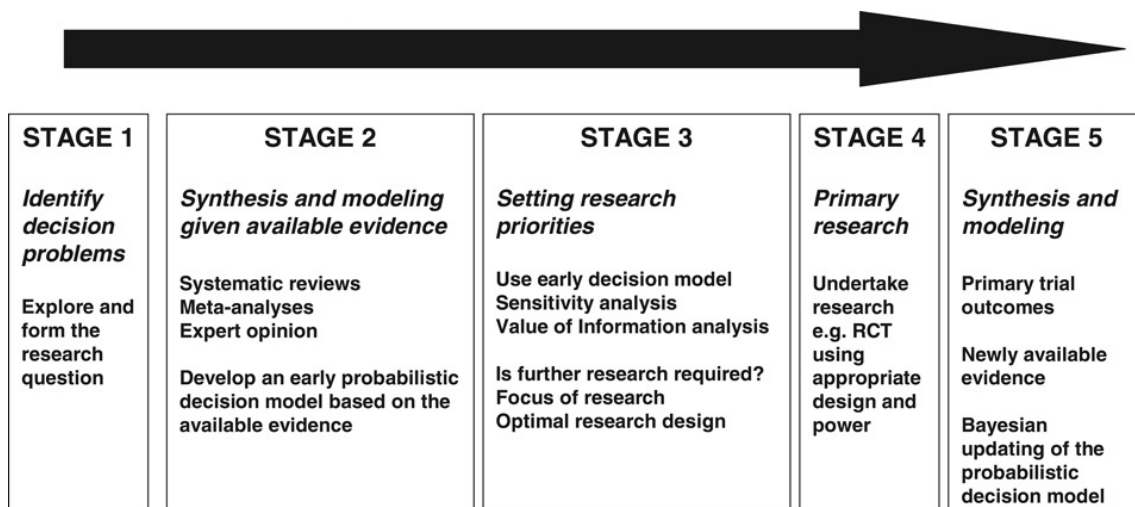 STAGE 1
Identify
decision
problems
Explore and
form the
research
question
STAGE 2
Synthesis and modeling
given available evidence
Systematic reviews
Meta-analyses
Expert opinion
Develop an early probabilistic
decision model based on the
available evidence
STAGE 3
Setting research
priorities
Use early decision model
Sensitivity analysis
Value of Information analysis
Is further research required?
Focus of research
Optimal research design
STAGE 4
Primary
research
Undertake
research
e.g. RCT
using
appropriate
design and
power
STAGE 5
Synthesis and
modeling
Primary trial
outcomes
Newly available
evidence
Bayesian
updating of the
probabilistic
decision model